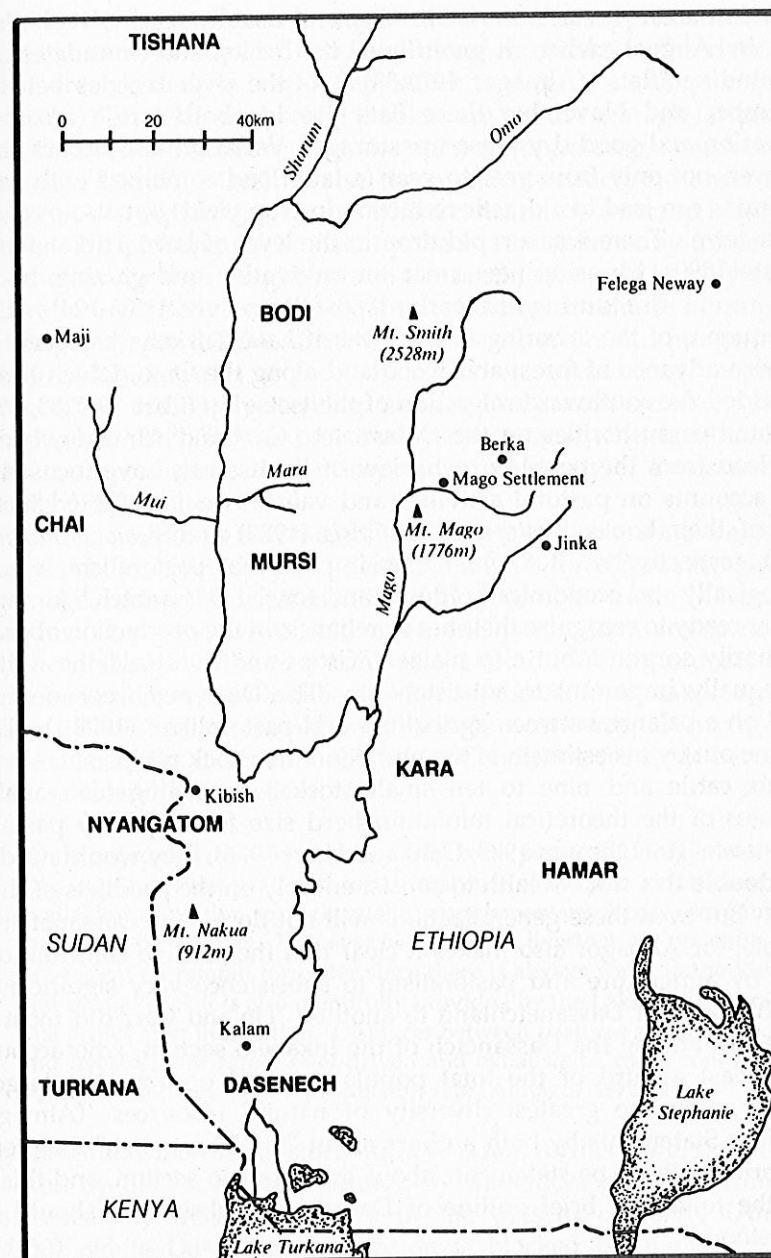 TISHANA
0 20 40km
Shorum
Omo
Felega Neway
BODI
Mt. Smith
(2528m)
Maji
Berka
Mara
Mago Settlement
Mui
CHAI
Mt. Mago
(1776m)
Jinka
MURSI
Mago
KARA
Kibish
NYANGATOM
HAMAR
Mt. Nakua
(912m)
SUDAN
ETHIOPIA
Kalam
TURKANA
DASENECH
Lake
Stephanie
KENYA
Lake Turkana